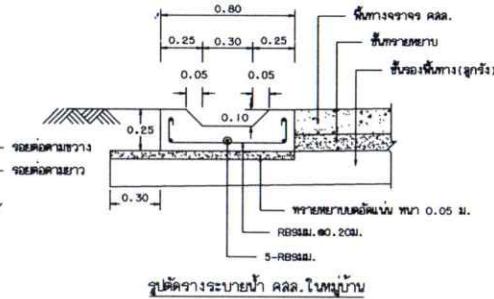 0.80
0.25 0.30 0.25
0.05 0.05
0.10
0.25
0.30
พื้นทางจราจร คสล.
ชั้นทรายหยาบ
ชั้นรองพื้นทาง(ลูกรัง)
รอยต่อตามขวาง
รอยต่อตามยาว
ทรายหยาบบดอัดแน่น หนา 0.05 ม.
RB9มม.@0.20ม.
5-RB9มม.
รูปตัดรางระบายน้ำ คสล.ในหมู่บ้าน